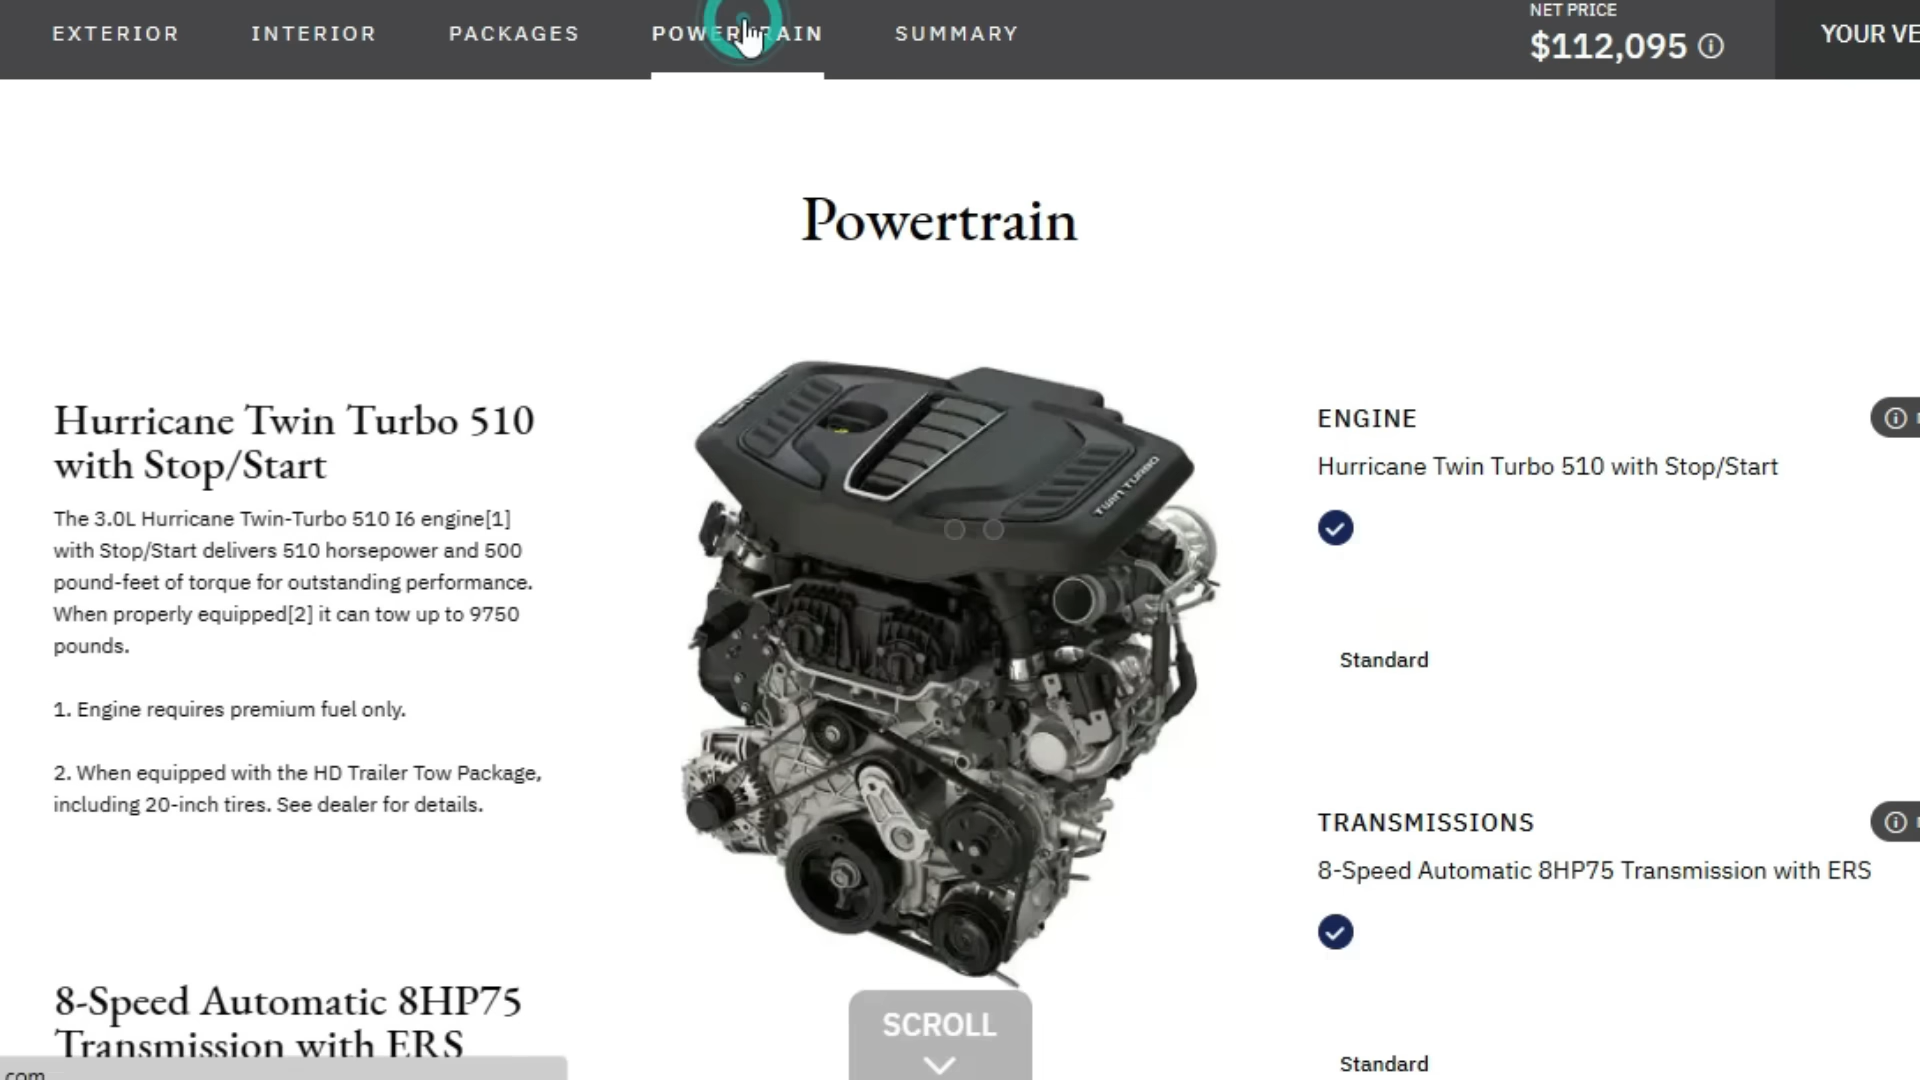 EXTERIOR
INTERIOR
PACKAGES
POWERTRAIN
SUMMARY
NET PRICE
$112,095
YOUR VE
Powertrain
Hurricane Twin Turbo 510
with Stop/Start
The 3.0L Hurricane Twin-Turbo 510 I6 engine[1]
with Stop/Start delivers 510 horsepower and 500
pound-feet of torque for outstanding performance.
When properly equipped[2] it can tow up to 9750
pounds.
1. Engine requires premium fuel only.
2. When equipped with the HD Trailer Tow Package,
including 20-inch tires. See dealer for details.
8-Speed Automatic 8HP75
Transmission with ERS
TWIN TURBO
ENGINE
Hurricane Twin Turbo 510 with Stop/Start
Standard
TRANSMISSIONS
8-Speed Automatic 8HP75 Transmission with ERS
Standard
SCROLL
.com